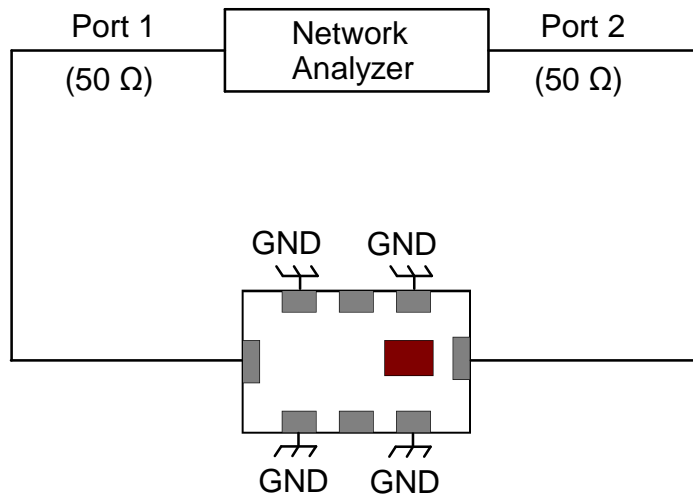 Port 1
(50 Ω)
Network
Analyzer
Port 2
(50 Ω)
GND
GND
GND
GND